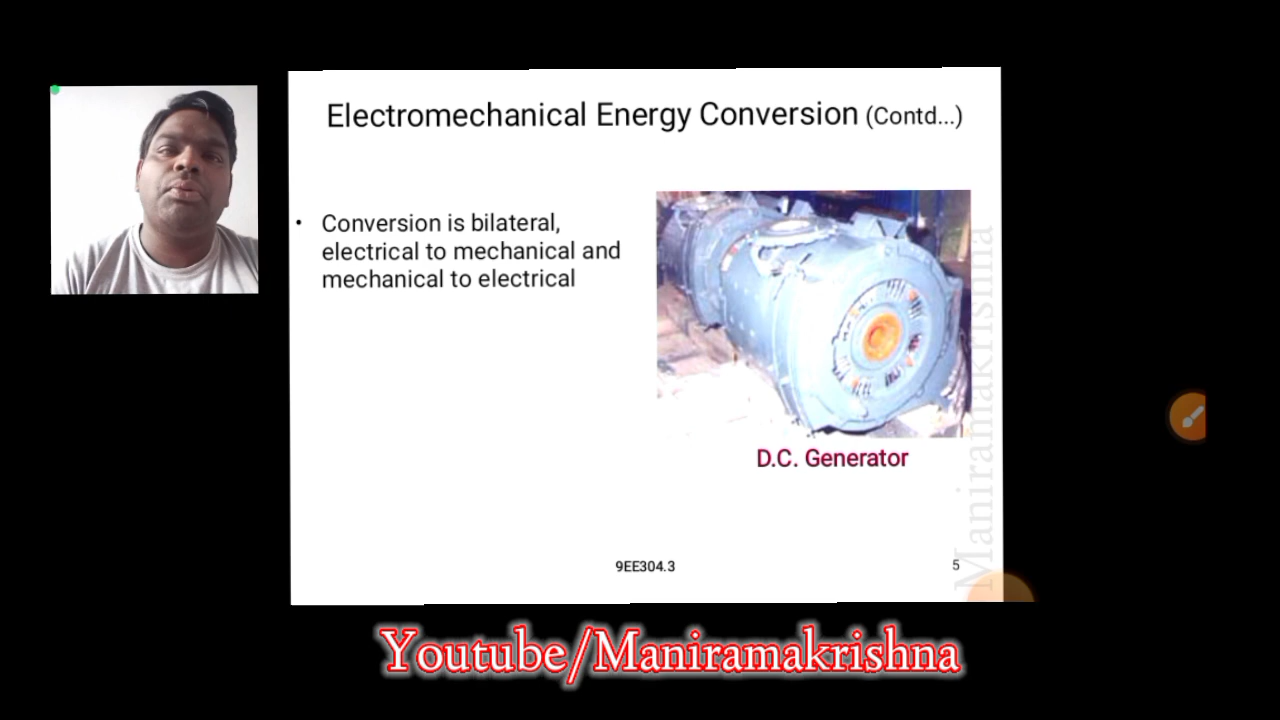 Electromechanical Energy Conversion (Contd...)
• Conversion is bilateral,
electrical to mechanical and
mechanical to electrical
D.C. Generator
Maniramakrishna
9EE304.3
5
Youtube/Maniramakrishna